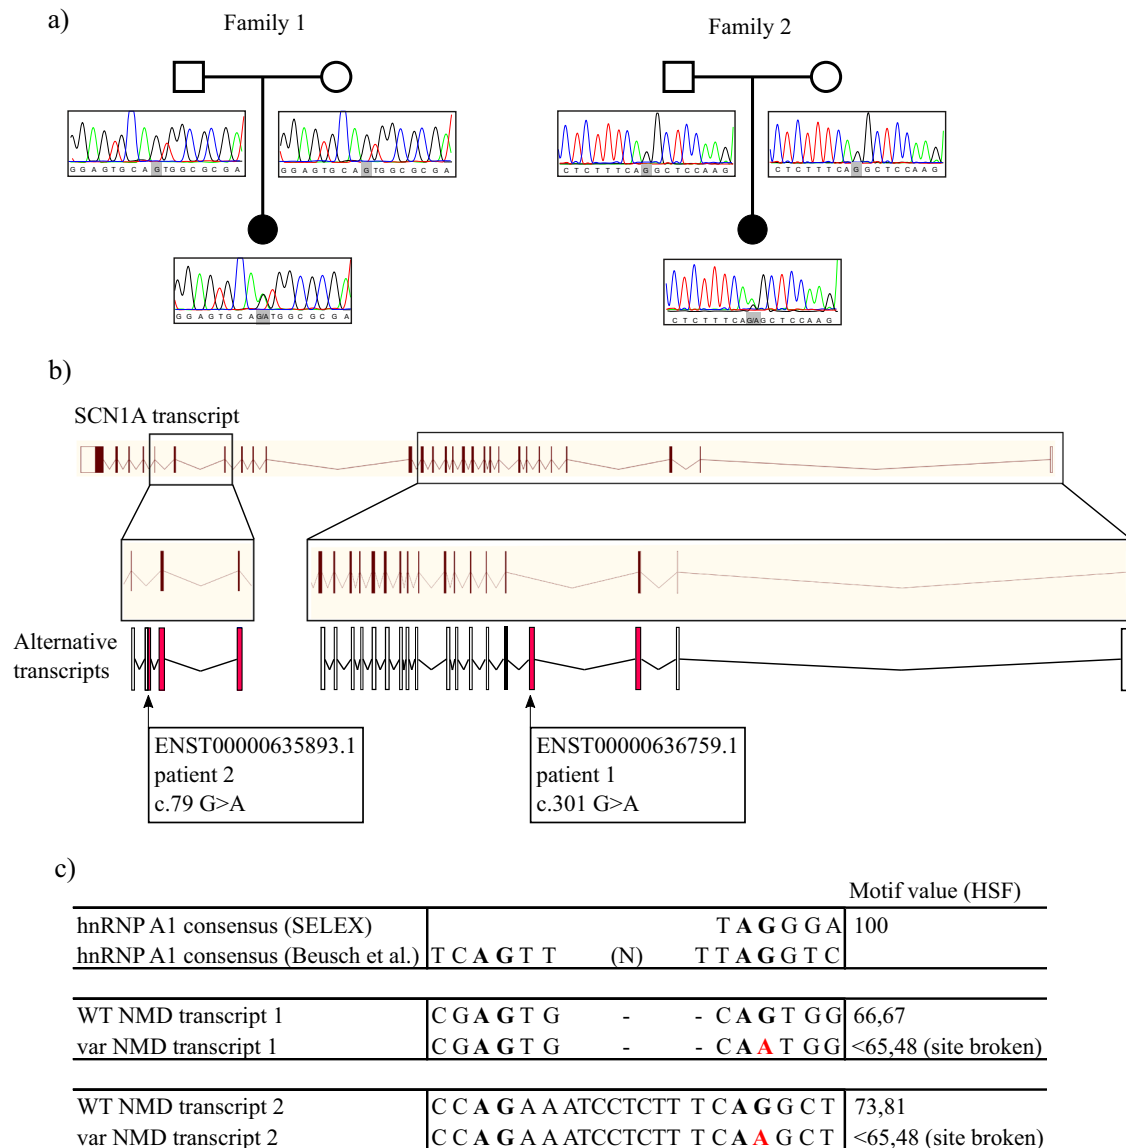 a)
Family 1
Family 2
G G A G T G C A G T G G C G C G A
G G A G T G C A G T G G C G C G A
C T C T T T C A G G C T C C A A G
C T C T T T C A G G C T C C A A G
G G A G T G C A G A T G G C G C G A
C T C T T T C A G A G C T C C A A G
b)
SCN1A transcript
Alternative
transcripts
ENST00000635893.1
patient 2
c.79 G>A
ENST00000636759.1
patient 1
c.301 G>A
c)
Motif value (HSF)
hnRNP A1 consensus (SELEX) T A G G G A 100
hnRNP A1 consensus (Beusch et al.) T C A G T T (N) T T A G G T C
WT NMD transcript 1 C G A G T G - - C A G T G G 66,67
var NMD transcript 1 C G A G T G - - C A A T G G <65,48 (site broken)
WT NMD transcript 2 C C A G A A ATCCTCTT T C A G G C T 73,81
var NMD transcript 2 C C A G A A ATCCTCTT T C A A G C T <65,48 (site broken)